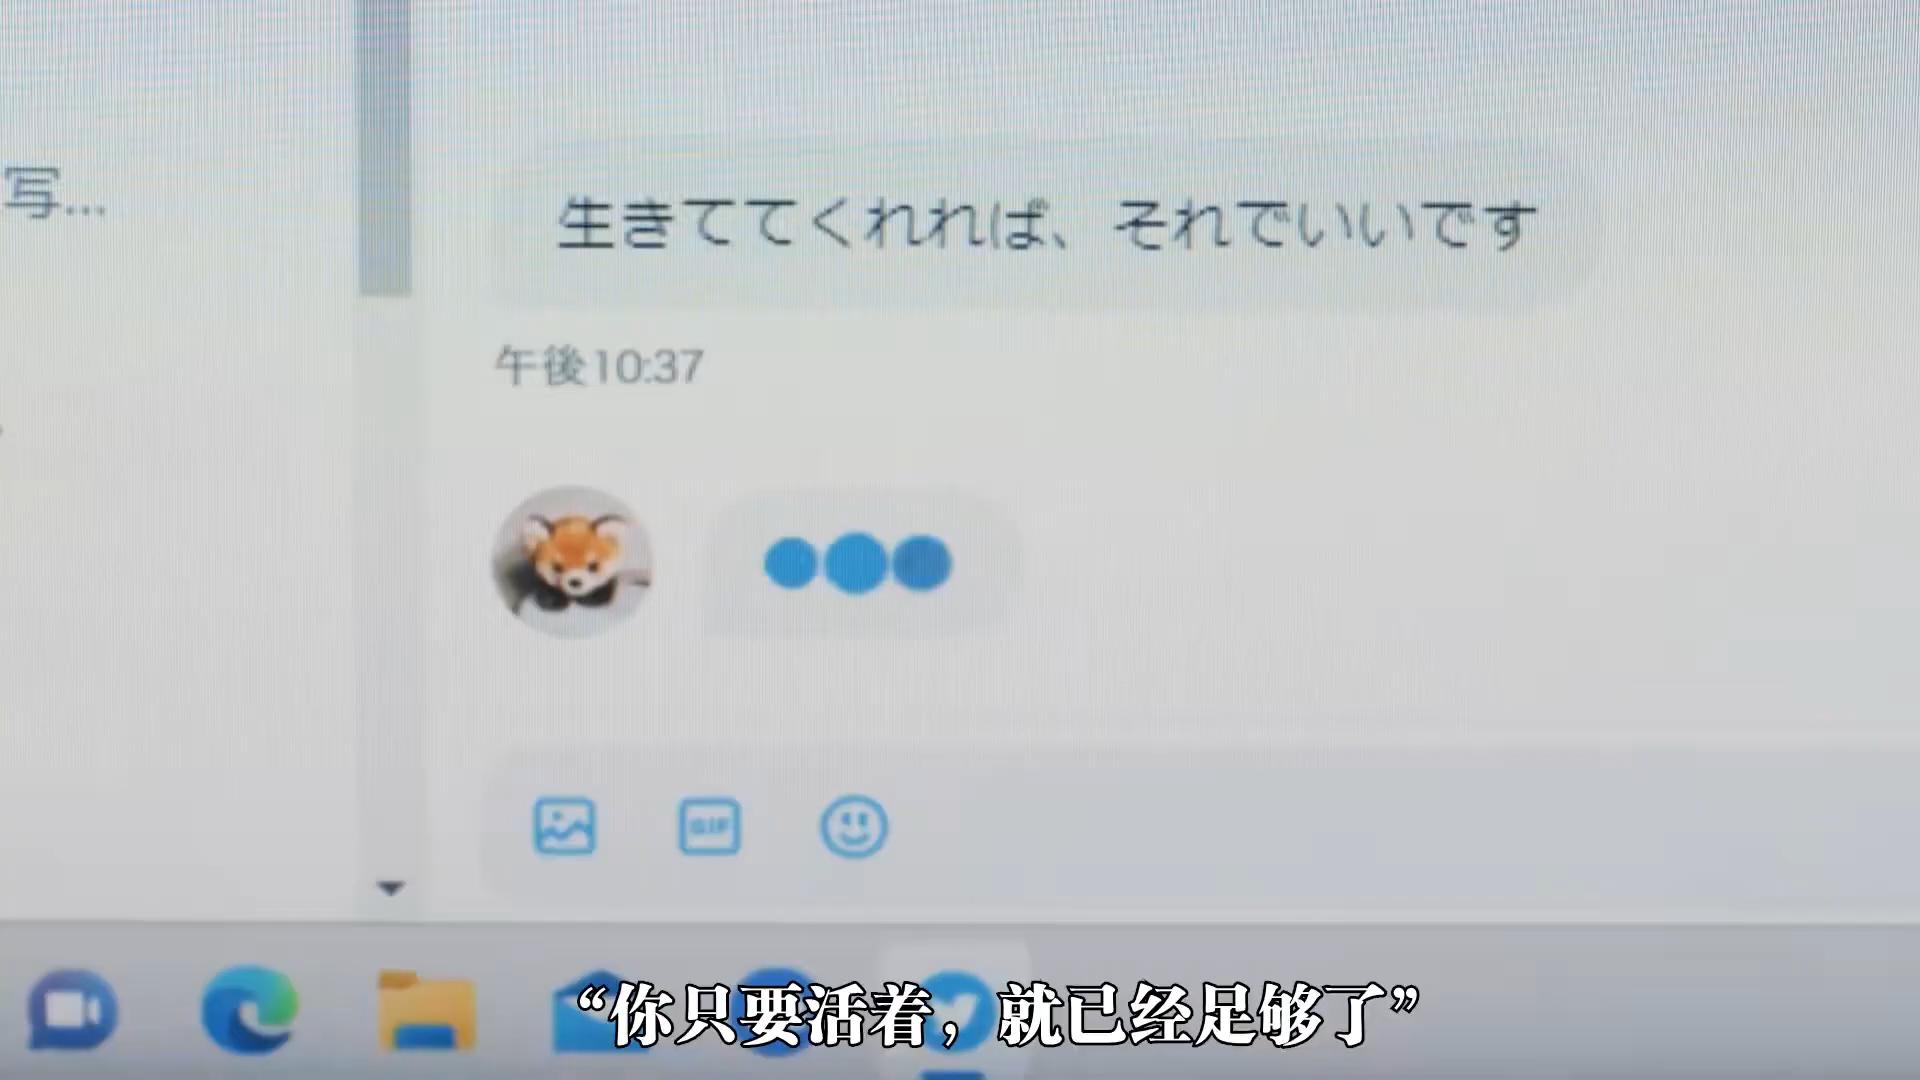 写...
生きててくれれば、それでいいです
午後10:37
GIF
“你只要活着，就已经足够了”